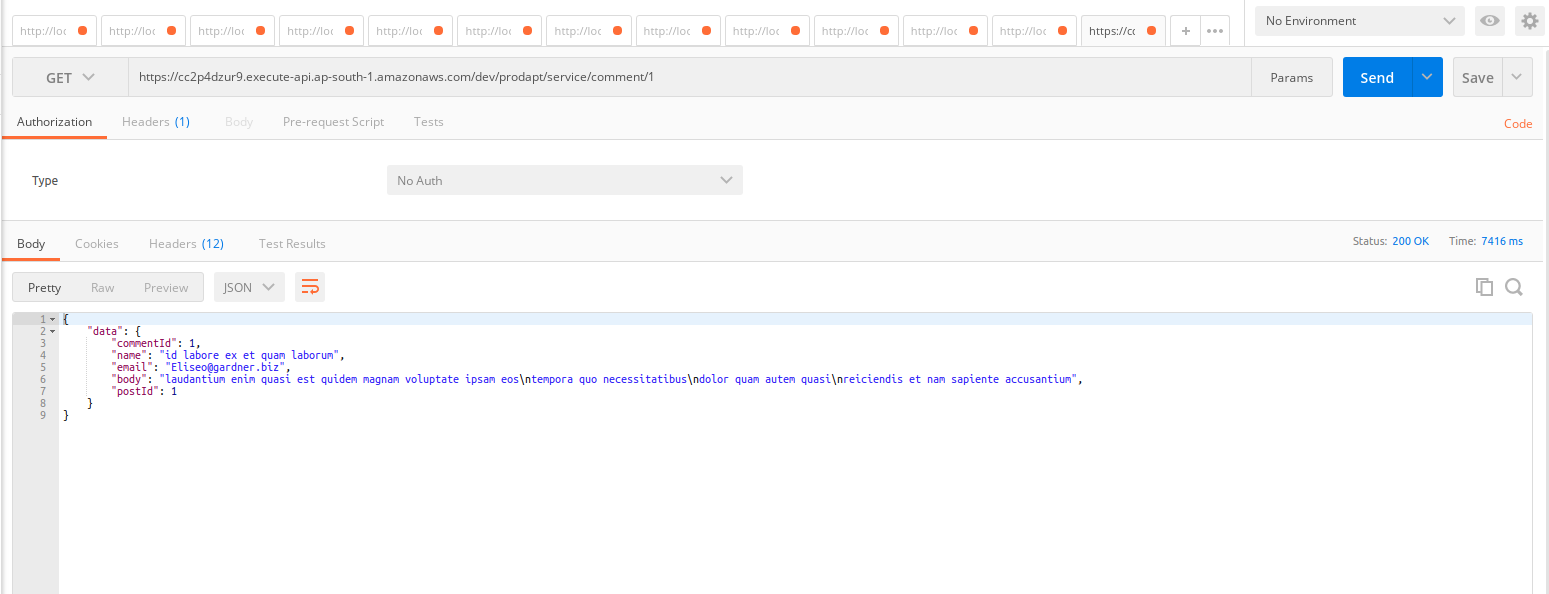 http://loc http://loc http://loc http://loc http://loc http://loc http://loc http://loc http://loc http://loc http://loc http://loc https://cc + ••• No Environment
GET https://cc2p4dzur9.execute-api.ap-south-1.amazonaws.com/dev/prodapt/service/comment/1 Params Send Save
Authorization Headers (1) Body Pre-request Script Tests Code
Type No Auth
Body Cookies Headers (12) Test Results Status: 200 OK Time: 7416 ms
Pretty Raw Preview JSON
1 {
2 "data": {
3 "commentId": 1,
4 "name": "id labore ex et quam laborum",
5 "email": "Eliseo@gardner.biz",
6 "body": "laudantium enim quasi est quidem magnam voluptate ipsam eos\ntempora quo necessitatibus\ndolor quam autem quasi\nreiciendis et nam sapiente accusantium",
7 "postId": 1
8 }
9 }